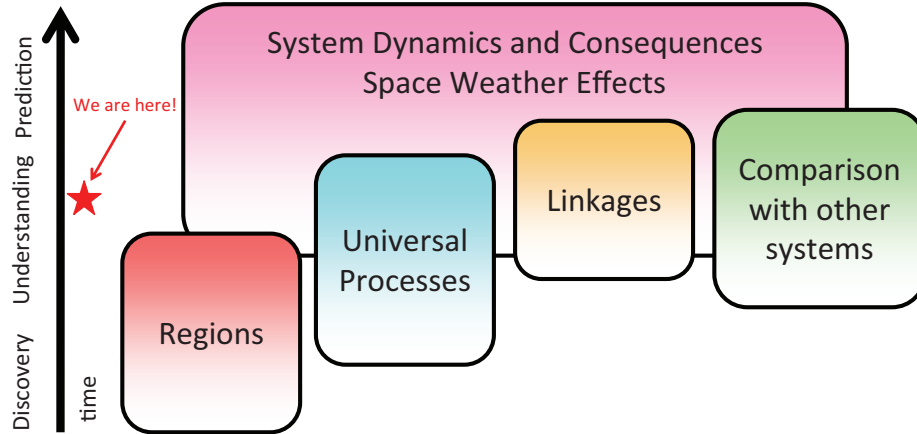 System Dynamics and Consequences
Space Weather Effects
We are here!
Prediction
Understanding
Discovery
time
Regions
Universal
Processes
Linkages
Comparison
with other
systems